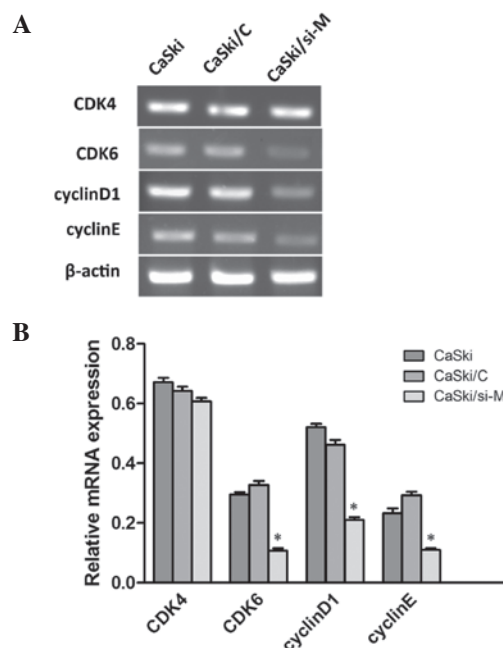 A
CaSki CaSki/C CaSki/si-M
CDK4
CDK6
cyclinD1
cyclinE
β-actin
B
Relative mRNA expression
0.8
0.6
0.4
0.2
0.0
CaSki
CaSki/C
CaSki/si-M
* * *
CDK4 CDK6 cyclinD1 cyclinE